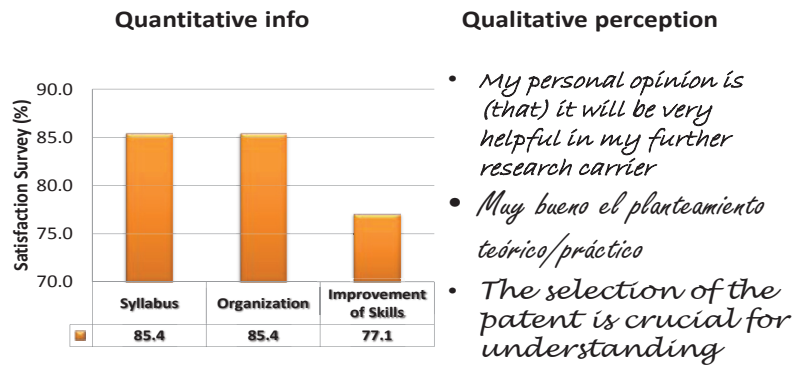 Quantitative info
Qualitative perception
Satisfaction Survey (%)
90.0
85.0
80.0
75.0
70.0
Syllabus
Organization
Improvement
of Skills
85.4
85.4
77.1
• My personal opinion is
(that) it will be very
helpful in my further
research carrier
• Muy bueno el planteamiento
teórico/práctico
• The selection of the
patent is crucial for
understanding